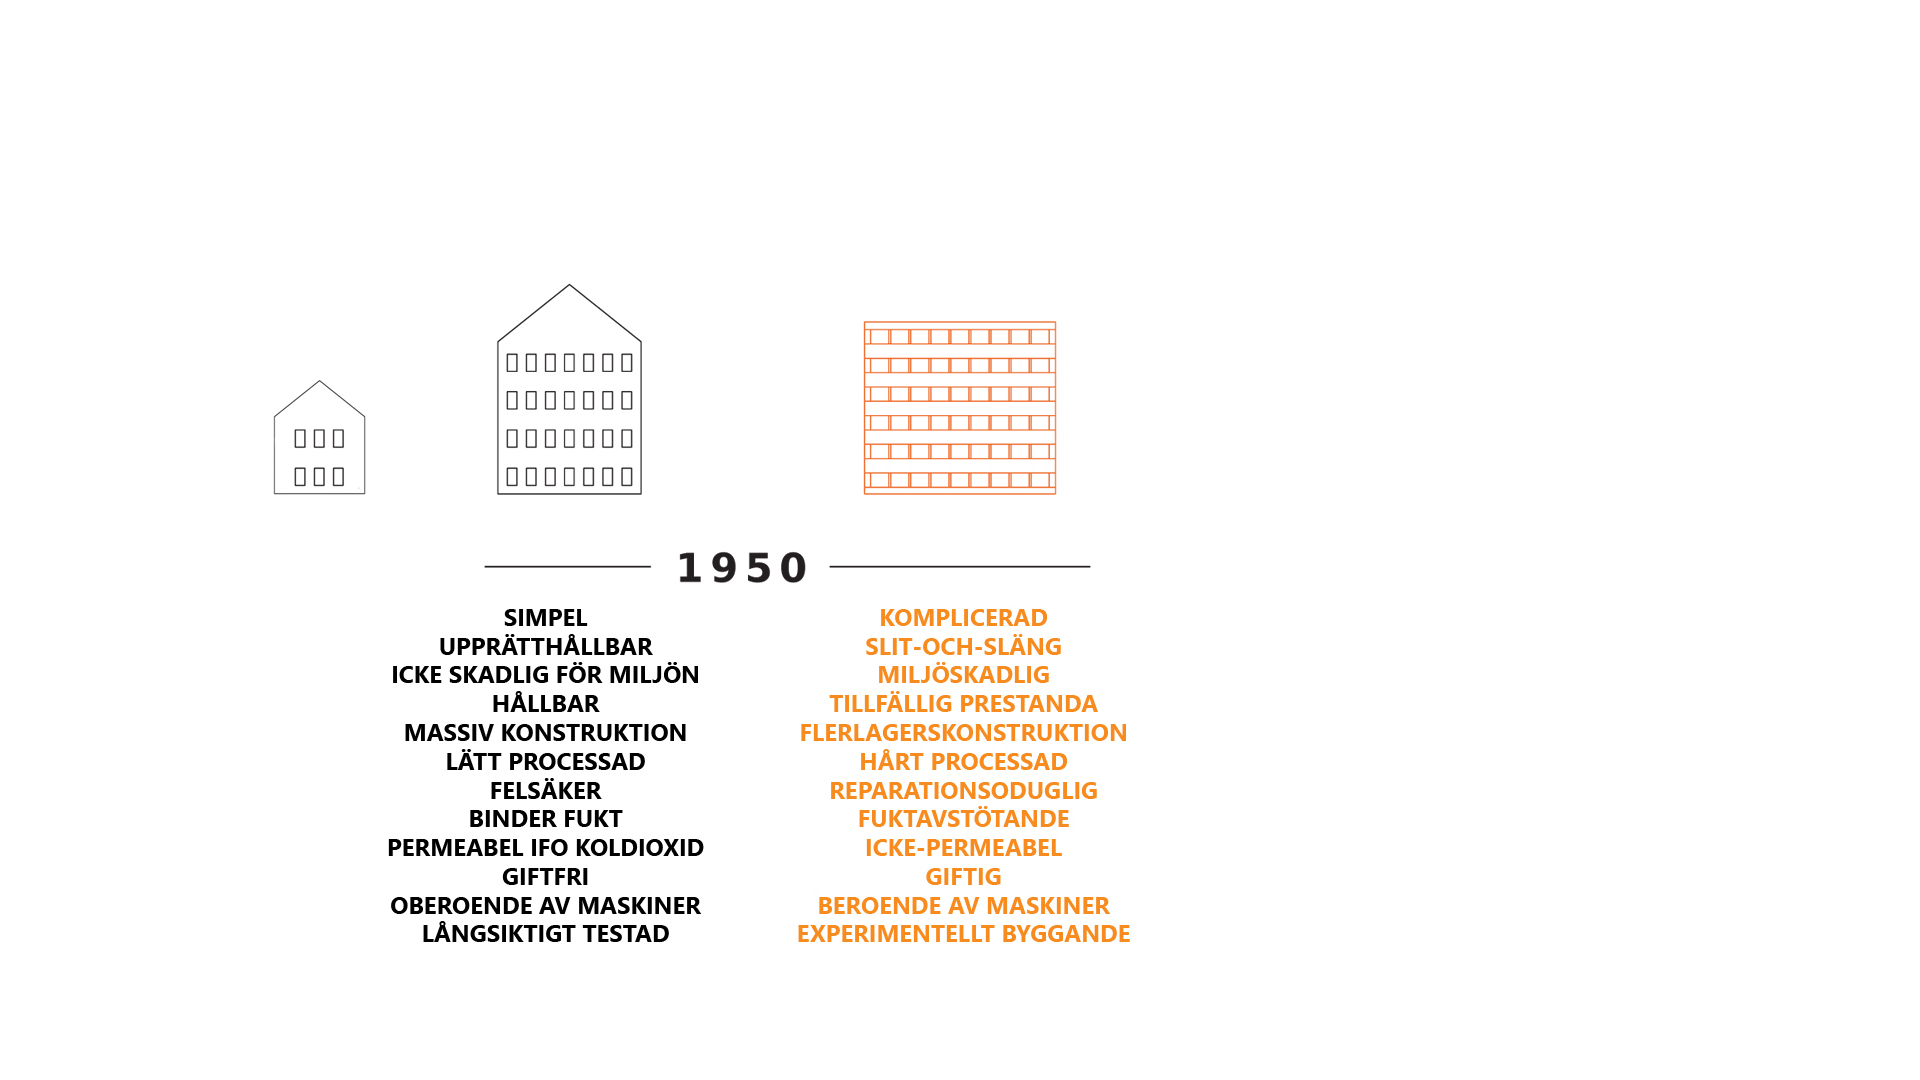 1950
SIMPEL
UPPRÄTTHÅLLBAR
ICKE SKADLIG FÖR MILJÖN
HÅLLBAR
MASSIV KONSTRUKTION
LÄTT PROCESSAD
FELSÄKER
BINDER FUKT
PERMEABEL IFO KOLDIOXID
GIFTFRI
OBEROENDE AV MASKINER
LÅNGSIKTIGT TESTAD
KOMPLICERAD
SLIT-OCH-SLÄNG
MILJÖSKADLIG
TILLFÄLLIG PRESTANDA
FLERLAGERSKONSTRUKTION
HÅRT PROCESSAD
REPARATIONSODUGLIG
FUKTAVSTÖTANDE
ICKE-PERMEABEL
GIFTIG
BEROENDE AV MASKINER
EXPERIMENTELLT BYGGANDE